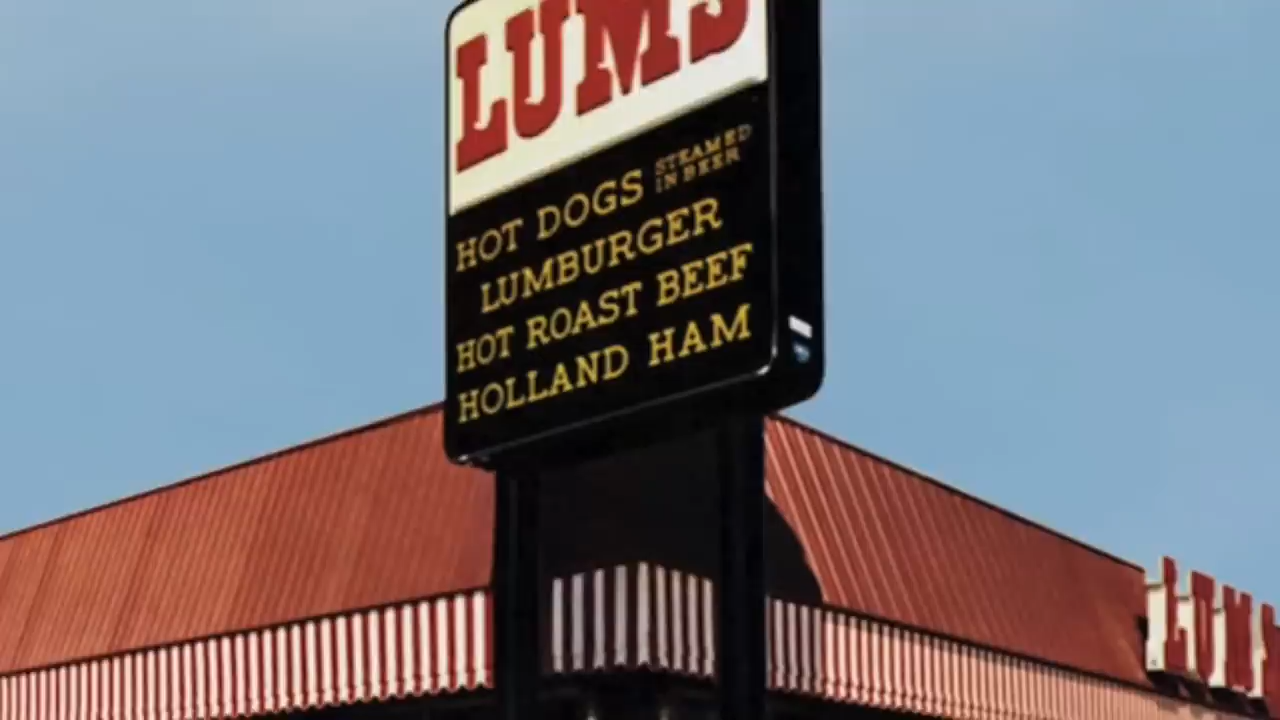 LUMS
HOT DOGS STEAMED IN BEER
LUMBURGER
HOT ROAST BEEF
HOLLAND HAM
LUMS